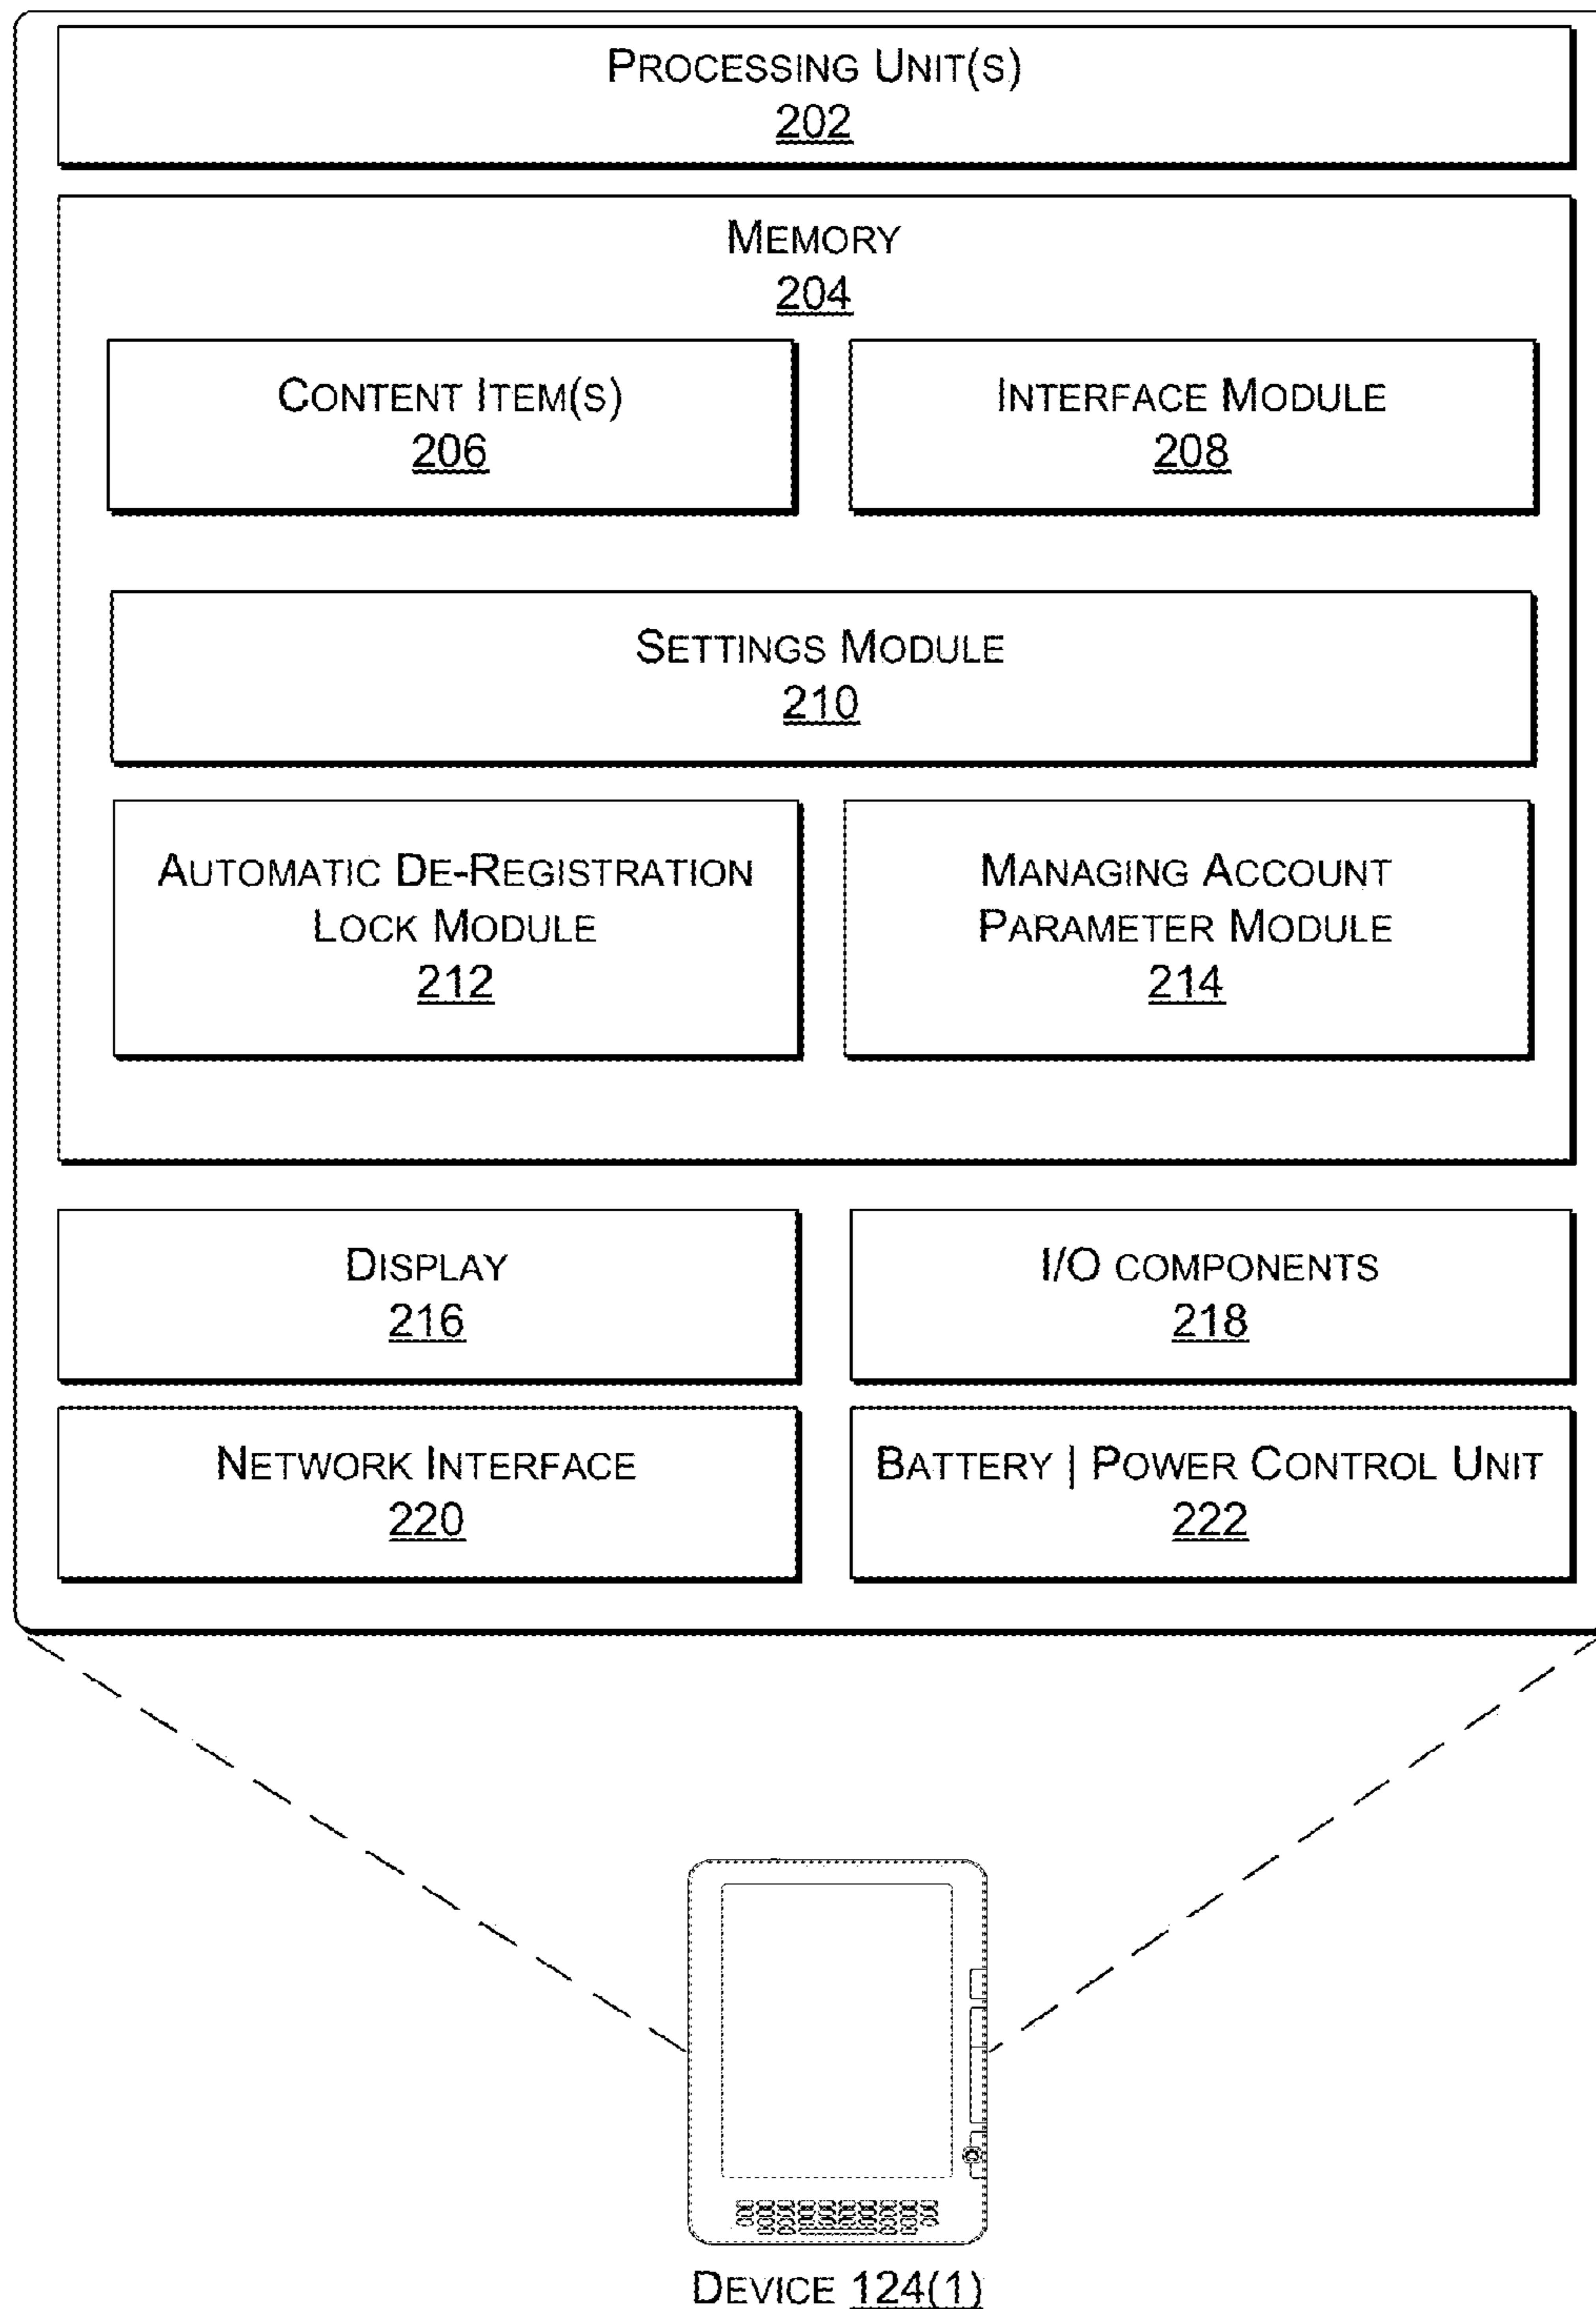 PROCESSING UNIT(S)
202
MEMORY
204
CONTENT ITEM(S)
206
INTERFACE MODULE
208
SETTINGS MODULE
210
AUTOMATIC DE-REGISTRATION
LOCK MODULE
212
MANAGING ACCOUNT
PARAMETER MODULE
214
DISPLAY
216
I/O COMPONENTS
218
NETWORK INTERFACE
220
BATTERY | POWER CONTROL UNIT
222
DEVICE 124(1)